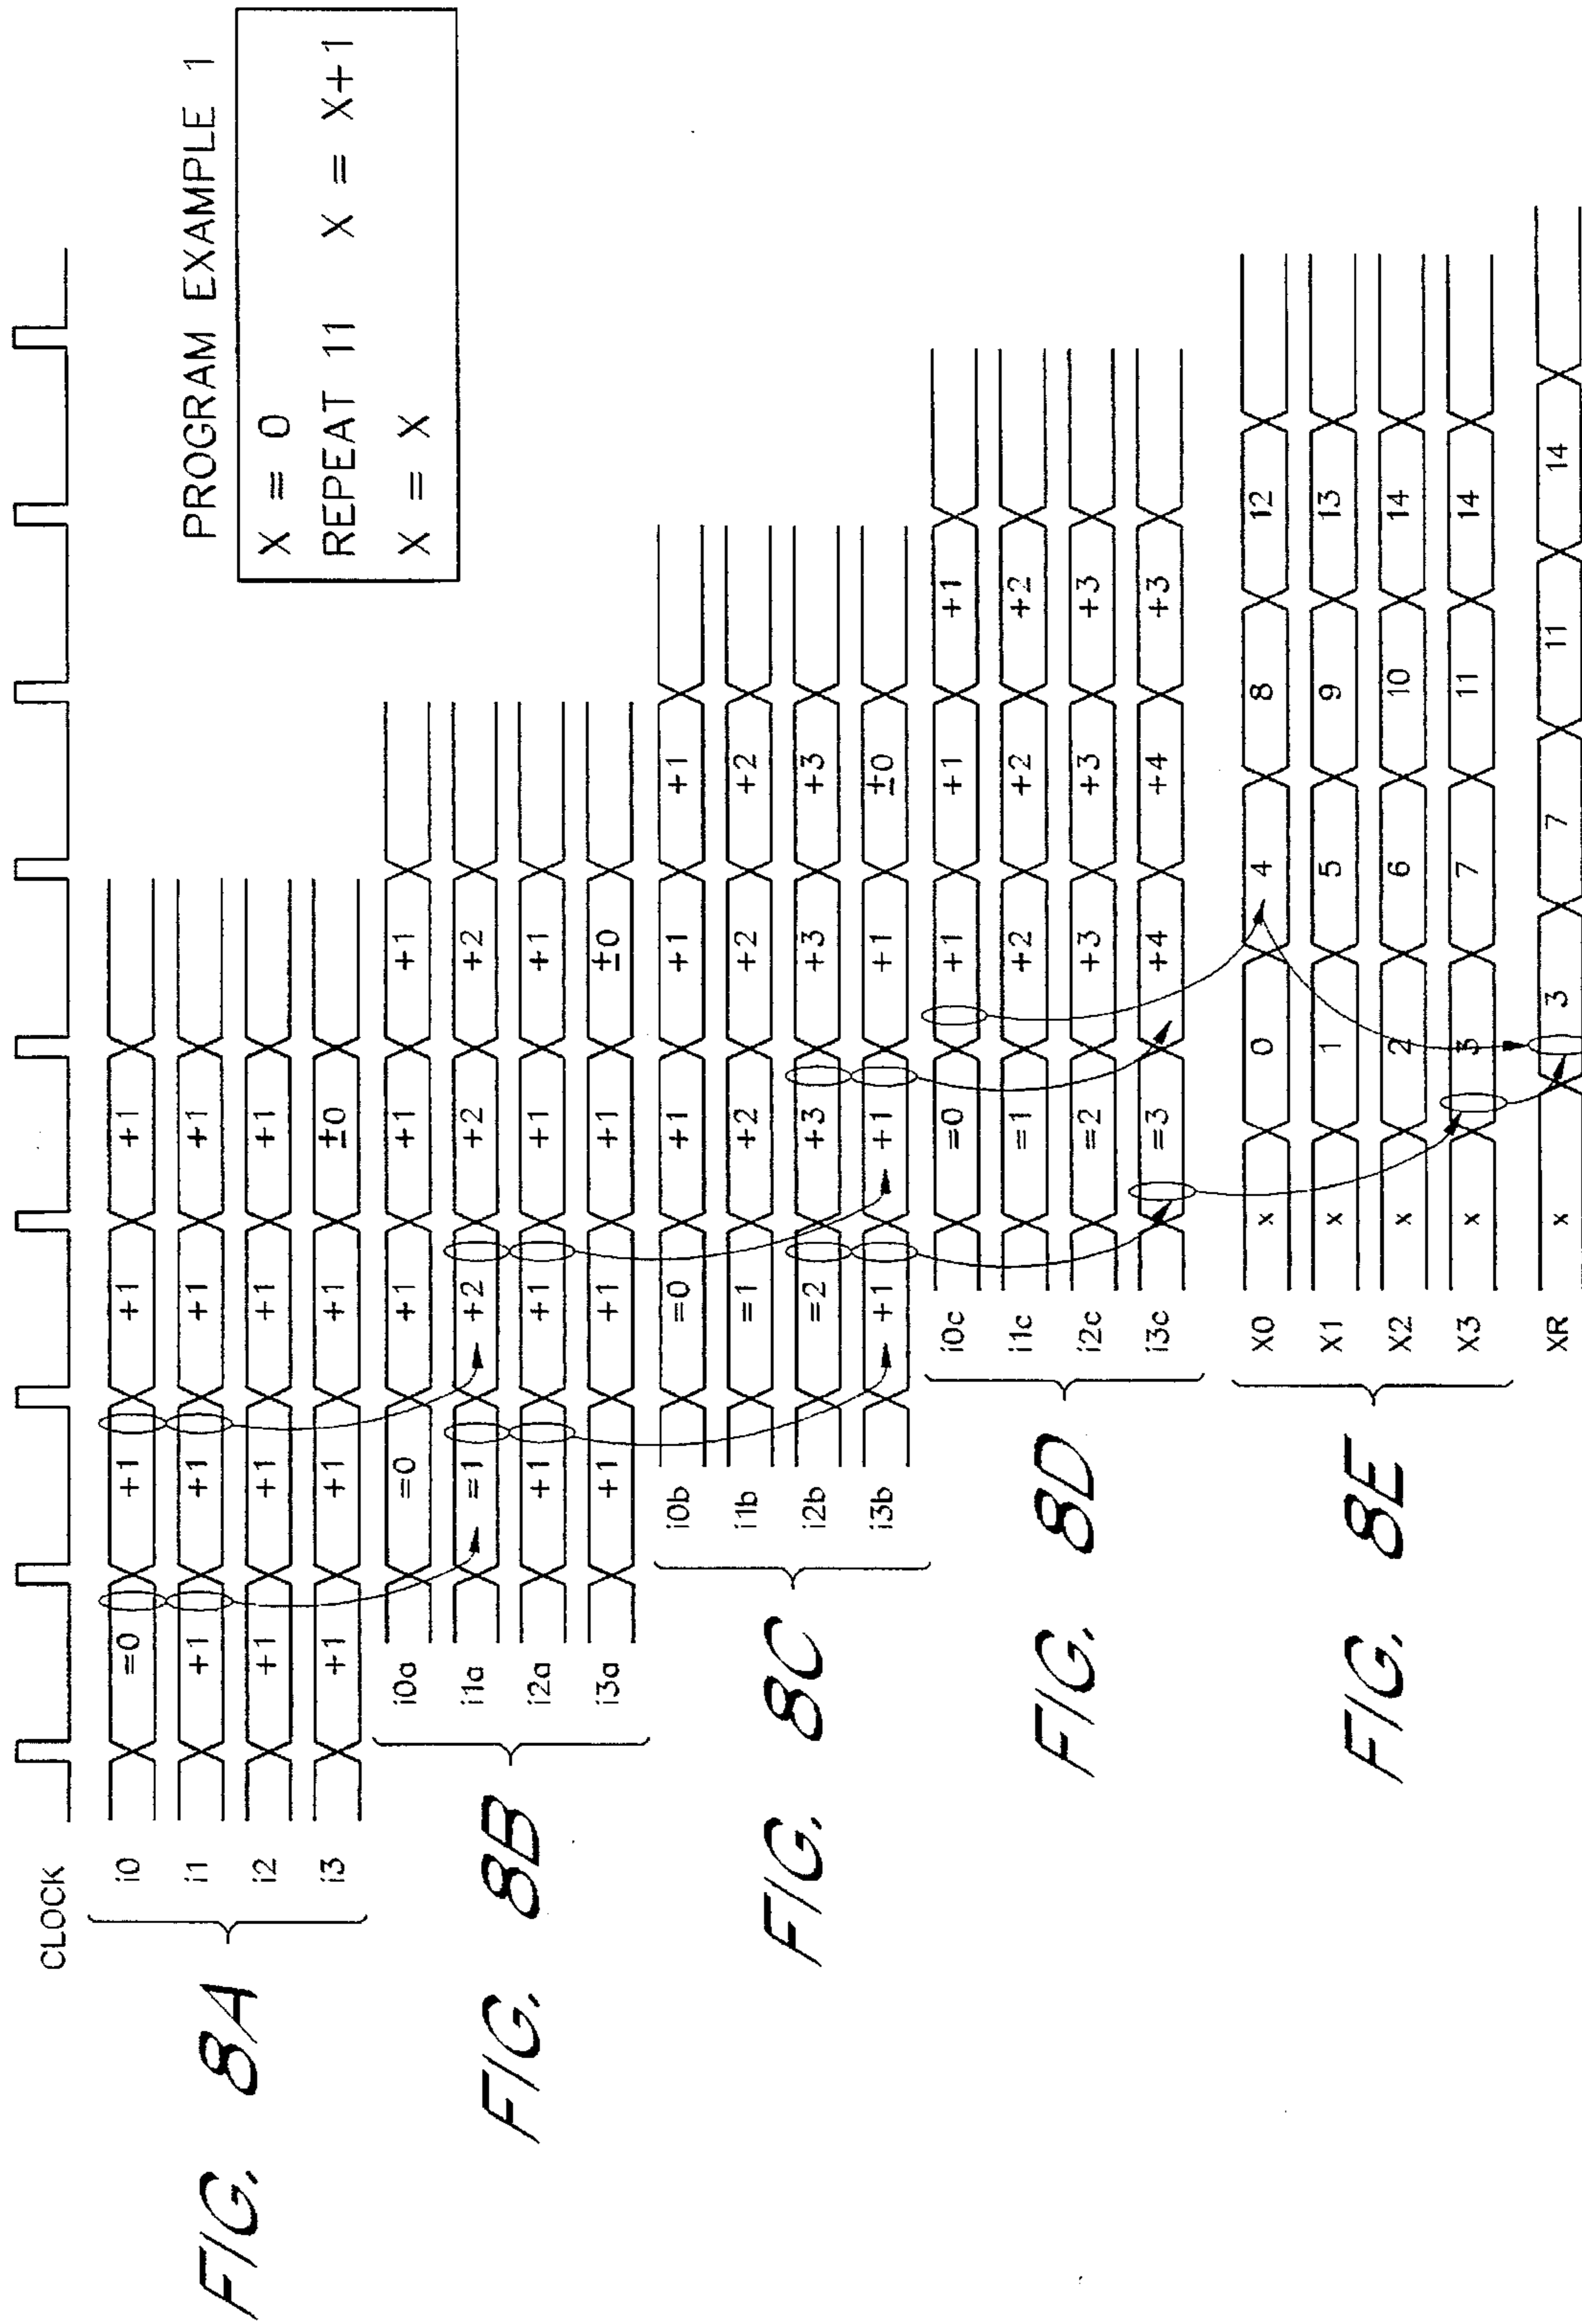 CLOCK
PROGRAM EXAMPLE 1
X = 0
REPEAT 11 X = X+1
X = X
i0 =0 +1 +1 +1
i1 +1 +1 +1 +1
i2 +1 +1 +1 +1
i3 +1 +1 +1 ±0
FIG. 8A
i0a =0 +1 +1 +1
i1a =1 +2 +2 +2
i2a +1 +1 +1 +1
i3a +1 +1 +1 ±0
FIG. 8B
i0b =0 +1 +1 +1
i1b =1 +2 +2 +2
i2b =2 +3 +3 +3
i3b +1 +1 +1 ±0
FIG. 8C
i0c =0 +1 +1 +1
i1c =1 +2 +2 +2
i2c =2 +3 +3 +3
i3c =3 +4 +4 +3
FIG. 8D
X0 x 0 4 8 12
X1 x 1 5 9 13
X2 x 2 6 10 14
X3 x 3 7 11 14
FIG. 8E
XR x 3 7 11 14